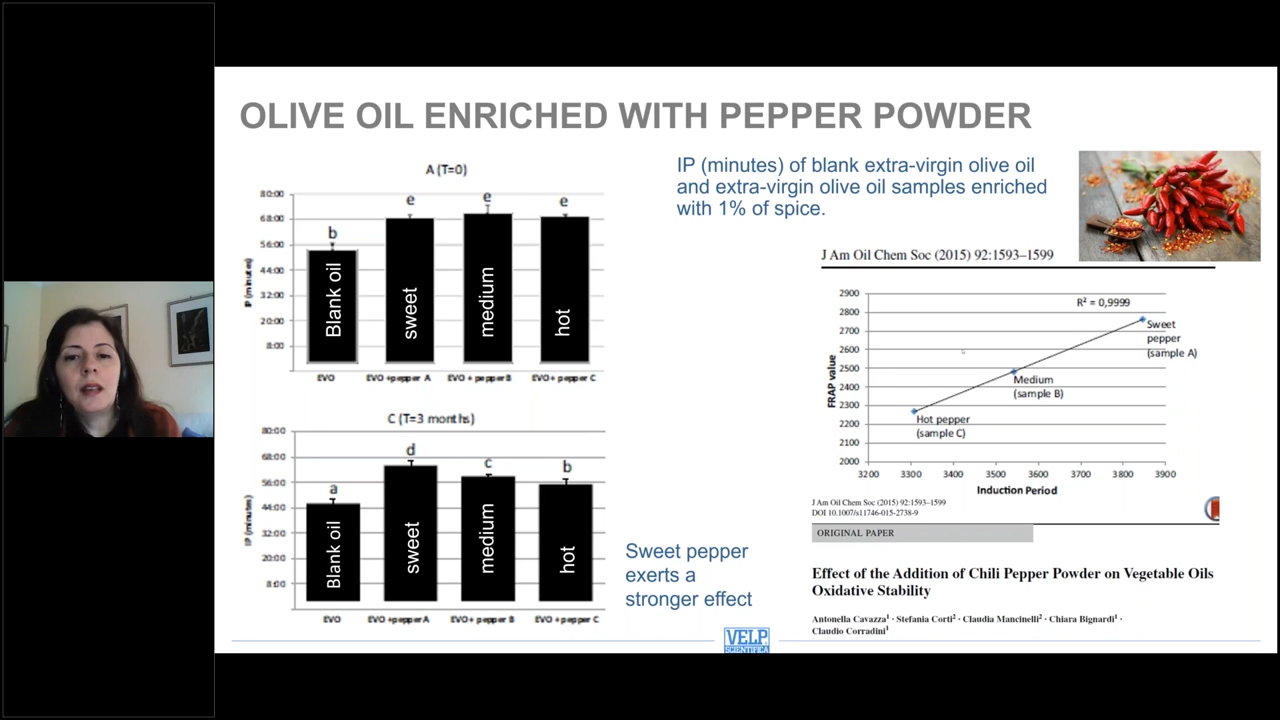 OLIVE OIL ENRICHED WITH PEPPER POWDER
A (T=0)
IP (minutes)
80:00
68:00
56:00
44:00
32:00
20:00
8:00
b
e
e
e
Blank oil
sweet
medium
hot
EVO
EVO +pepper A
EVO + pepper B
EVO+ pepper C
C (T=3 months)
IP (minutes)
80:00
68:00
56:00
44:00
32:00
20:00
8:00
a
d
c
b
Blank oil
sweet
medium
hot
EVO
EVO +pepper A
EVO+ pepper B
EVO+ pepper C
Sweet pepper
exerts a
stronger effect
IP (minutes) of blank extra-virgin olive oil
and extra-virgin olive oil samples enriched
with 1% of spice.
J Am Oil Chem Soc (2015) 92:1593–1599
FRAP value
2900
2800
2700
2600
2500
2400
2300
2200
2100
2000
R² = 0,9999
Sweet
pepper
(sample A)
Medium
(sample B)
Hot pepper
(sample C)
3200 3300 3400 3500 3600 3700 3800 3900
Induction Period
J Am Oil Chem Soc (2015) 92:1593–1599
DOI 10.1007/s11746-015-2738-9
ORIGINAL PAPER
Effect of the Addition of Chili Pepper Powder on Vegetable Oils
Oxidative Stability
Antonella Cavazza¹ · Stefania Corti² · Claudia Mancinelli² · Chiara Bignardi¹ ·
Claudio Corradini¹
VELP
SCIENTIFICA